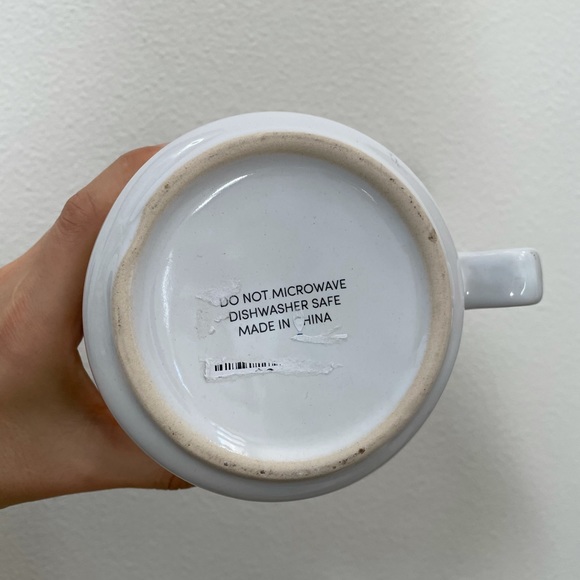 DO NOT MICROWAVE
DISHWASHER SAFE
MADE IN CHINA